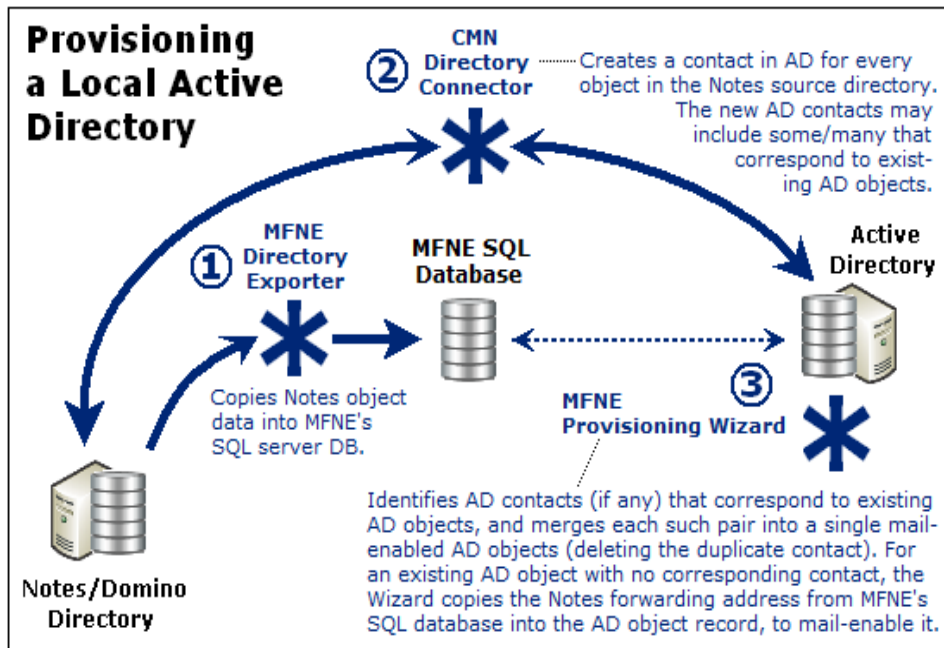 Provisioning
a Local Active
Directory
2
CMN
Directory
Connector
Creates a contact in AD for every
object in the Notes source directory.
The new AD contacts may
include some/many that
correspond to exist-
ing AD objects.
1
MFNE
Directory
Exporter
MFNE SQL
Database
Active
Directory
Copies Notes object
data into MFNE's
SQL server DB.
3
MFNE
Provisioning Wizard
Identifies AD contacts (if any) that correspond to existing
AD objects, and merges each such pair into a single mail-
enabled AD objects (deleting the duplicate contact). For
an existing AD object with no corresponding contact, the
Wizard copies the Notes forwarding address from MFNE's
SQL database into the AD object record, to mail-enable it.
Notes/Domino
Directory